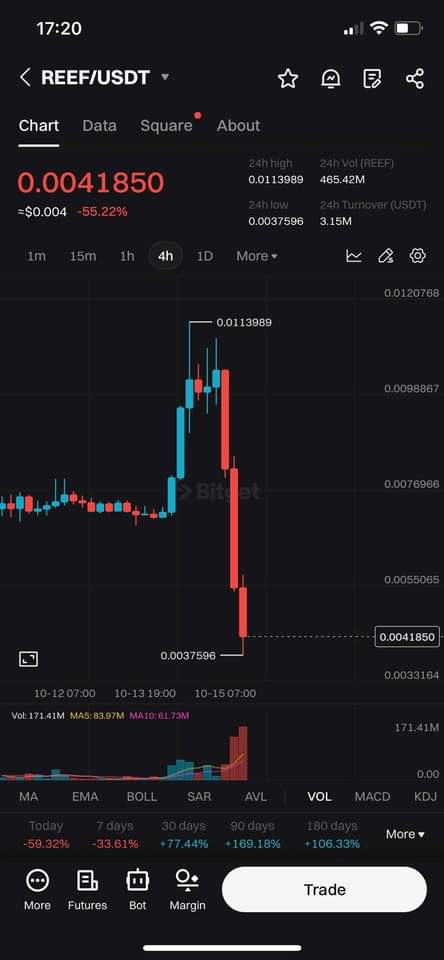 17:20
REEF/USDT
Chart Data Square About
0.0041850
≈$0.004 -55.22%
24h high
0.0113989
24h Vol (REEF)
465.42M
24h low
0.0037596
24h Turnover (USDT)
3.15M
1m 15m 1h 4h 1D More
0.0120768
0.0113989
0.0098867
0.0076966
Bitget
0.0055065
0.0041850
0.0037596
0.0033164
10-12 07:00 10-13 19:00 10-15 07:00
Vol: 171.41M MA5: 83.97M MA10: 61.73M
171.41M
0.00
MA EMA BOLL SAR AVL VOL MACD KDJ
Today 7 days 30 days 90 days 180 days More
-59.32% -33.61% +77.44% +169.18% +106.33%
More Futures Bot Margin Trade